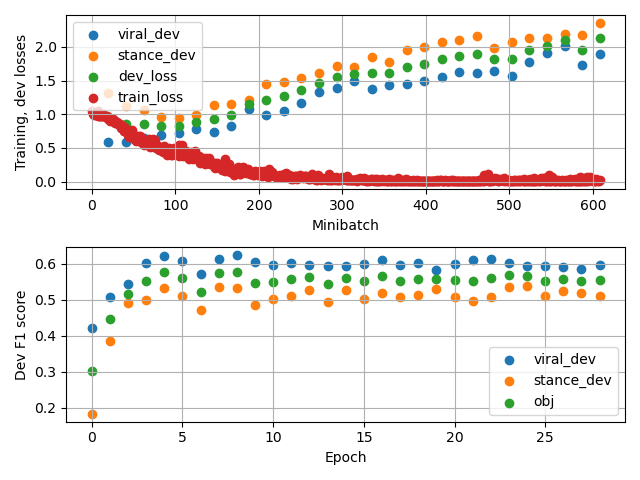 Training, dev losses
2.0
1.5
1.0
0.5
0.0
viral_dev
stance_dev
dev_loss
train_loss
0 100 200 300 400 500 600
Minibatch
Dev F1 score
0.6
0.5
0.4
0.3
0.2
viral_dev
stance_dev
obj
0 5 10 15 20 25
Epoch